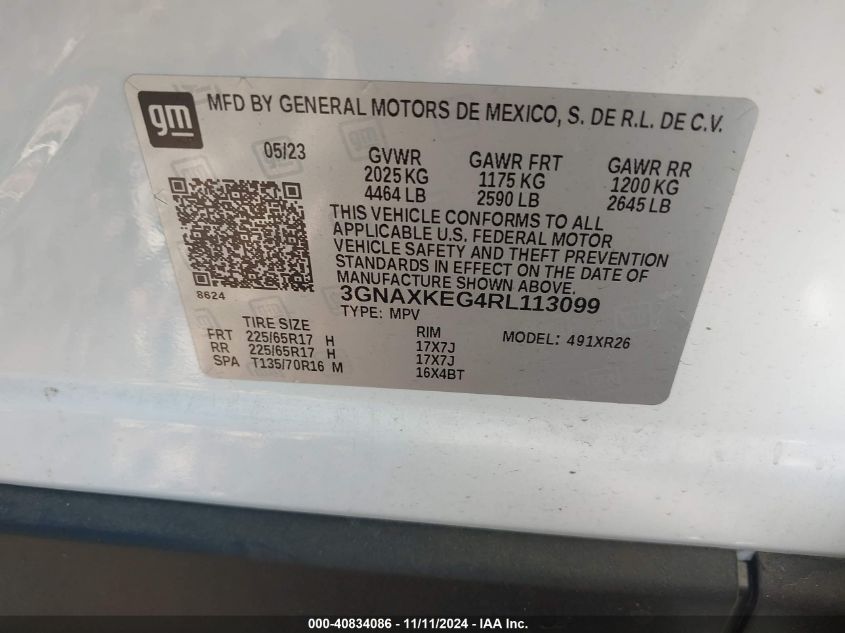 gm
MFD BY GENERAL MOTORS DE MEXICO, S. DE R.L. DE C.V.
05/23 GVWR GAWR FRT GAWR RR
2025 KG 1175 KG 1200 KG
4464 LB 2590 LB 2645 LB
THIS VEHICLE CONFORMS TO ALL
APPLICABLE U.S. FEDERAL MOTOR
VEHICLE SAFETY AND THEFT PREVENTION
STANDARDS IN EFFECT ON THE DATE OF
MANUFACTURE SHOWN ABOVE.
8624
3GNAXKEG4RL113099
TYPE: MPV
TIRE SIZE RIM MODEL: 491XR26
FRT 225/65R17 H 17X7J
RR 225/65R17 H 17X7J
SPA T135/70R16 M 16X4BT
000-40834086 - 11/11/2024 - IAA Inc.